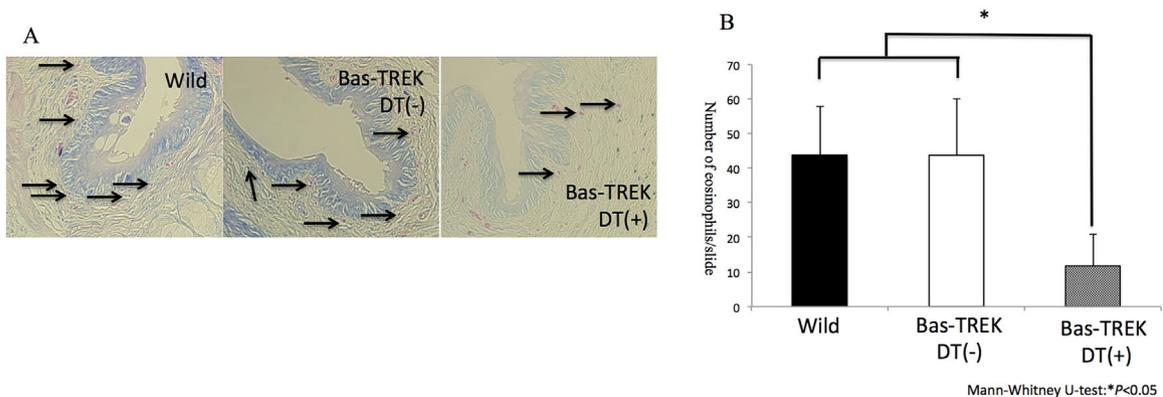 A
Wild
Bas-TREK
DT(-)
Bas-TREK
DT(+)
B
*
Number of eosinophils/slide
70
60
50
40
30
20
10
0
Wild
Bas-TREK
DT(-)
Bas-TREK
DT(+)
Mann-Whitney U-test:*P<0.05